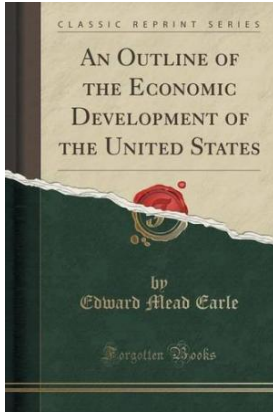 CLASSIC REPRINT SERIES
AN OUTLINE OF
THE ECONOMIC
DEVELOPMENT OF
THE UNITED STATES
F
by
Edward Mead Earle
Forgotten Books